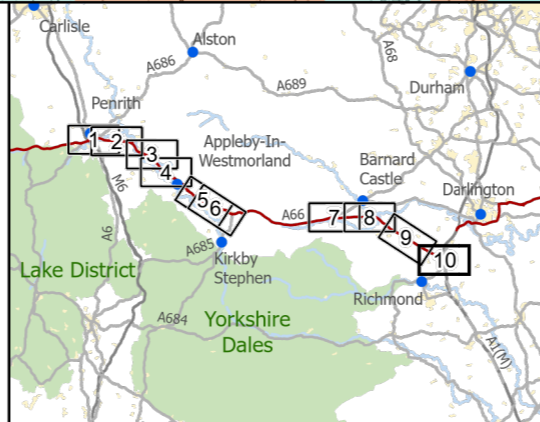 Carlisle
Alston
A686
A68
A689
Durham
Penrith
1
2
3
4
5
6
Appleby-In-
Westmorland
Barnard
Castle
Darlington
M6
A6
A66
7
8
9
10
A685
Kirkby
Stephen
Lake District
Richmond
A684
Yorkshire
Dales
A1(M)